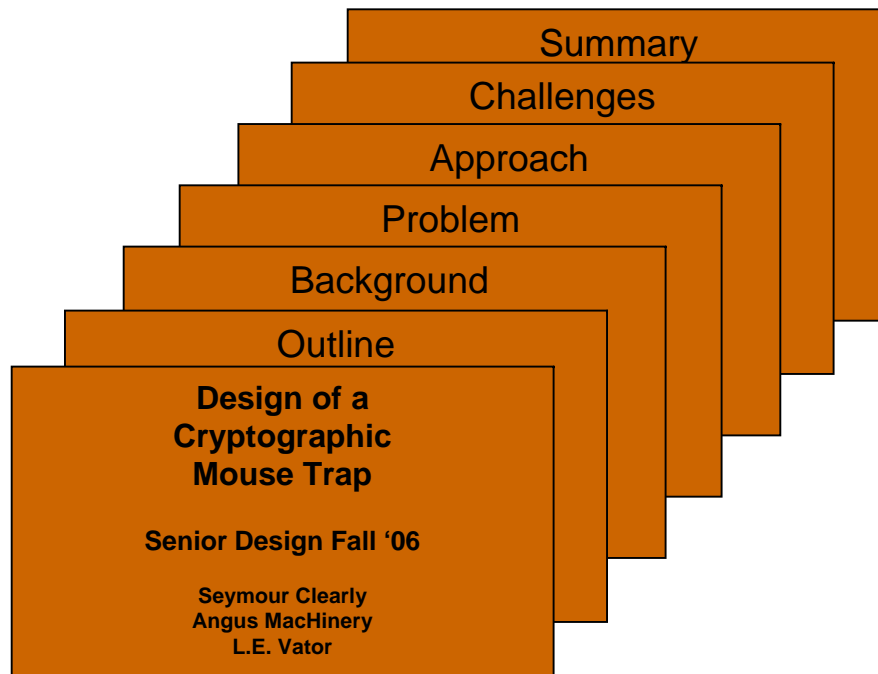 Summary
Challenges
Approach
Problem
Background
Outline
Design of a
Cryptographic
Mouse Trap
Senior Design Fall ‘06
Seymour Clearly
Angus MacHinery
L.E. Vator